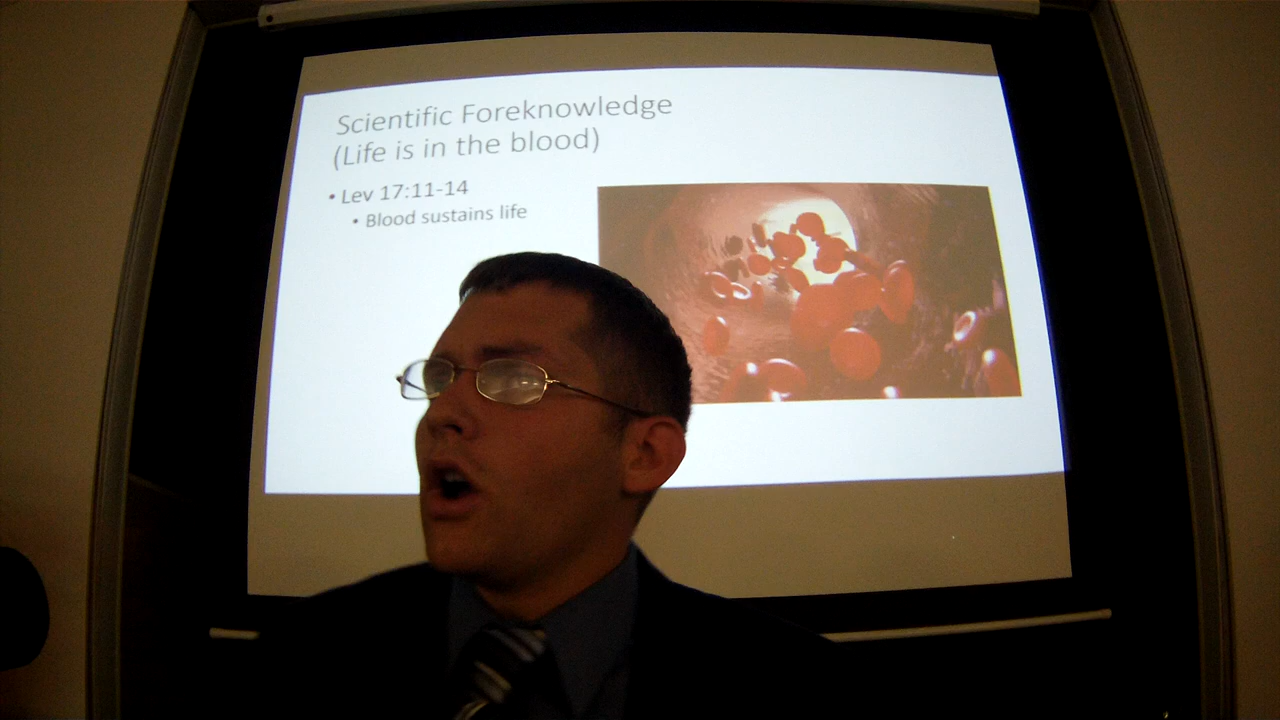 Scientific Foreknowledge
(Life is in the blood)
• Lev 17:11-14
• Blood sustains life